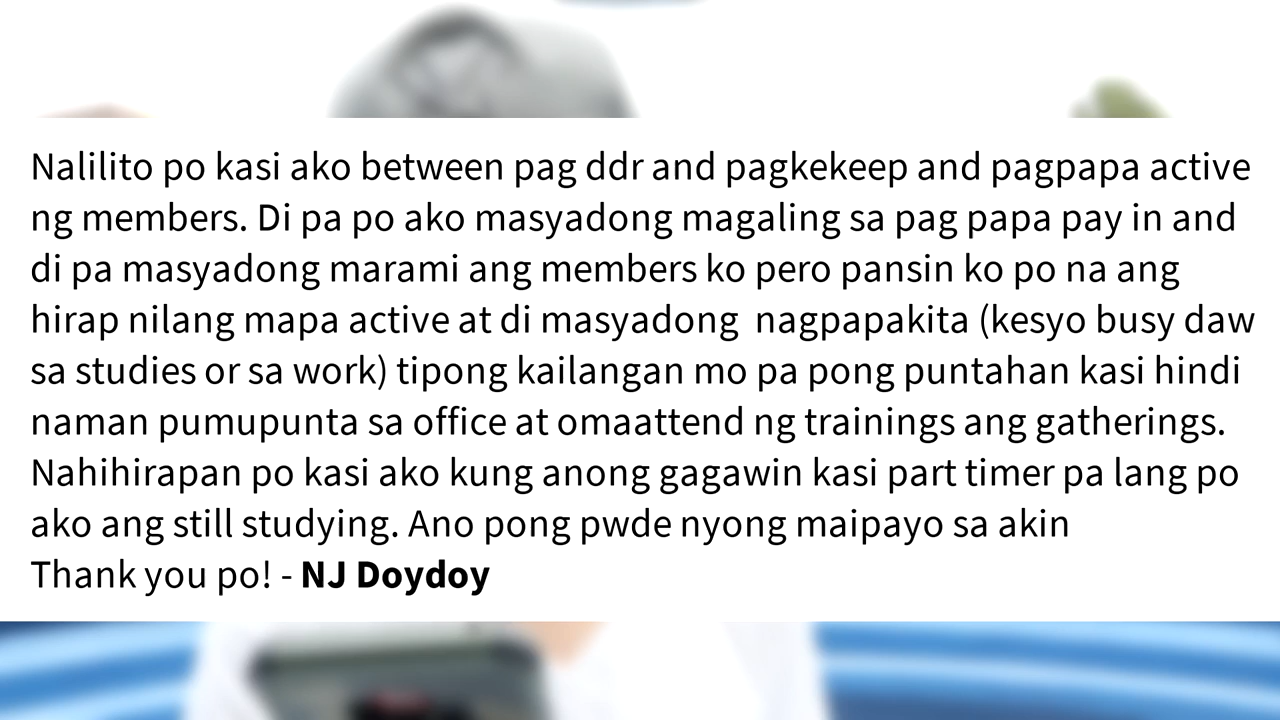 Nalilito po kasi ako between pag ddr and pagkekeep and pagpapa active
ng members. Di pa po ako masyadong magaling sa pag papa pay in and
di pa masyadong marami ang members ko pero pansin ko po na ang
hirap nilang mapa active at di masyadong  nagpapakita (kesyo busy daw
sa studies or sa work) tipong kailangan mo pa pong puntahan kasi hindi
naman pumupunta sa office at omaattend ng trainings ang gatherings.
Nahihirapan po kasi ako kung anong gagawin kasi part timer pa lang po
ako ang still studying. Ano pong pwde nyong maipayo sa akin
Thank you po! - NJ Doydoy